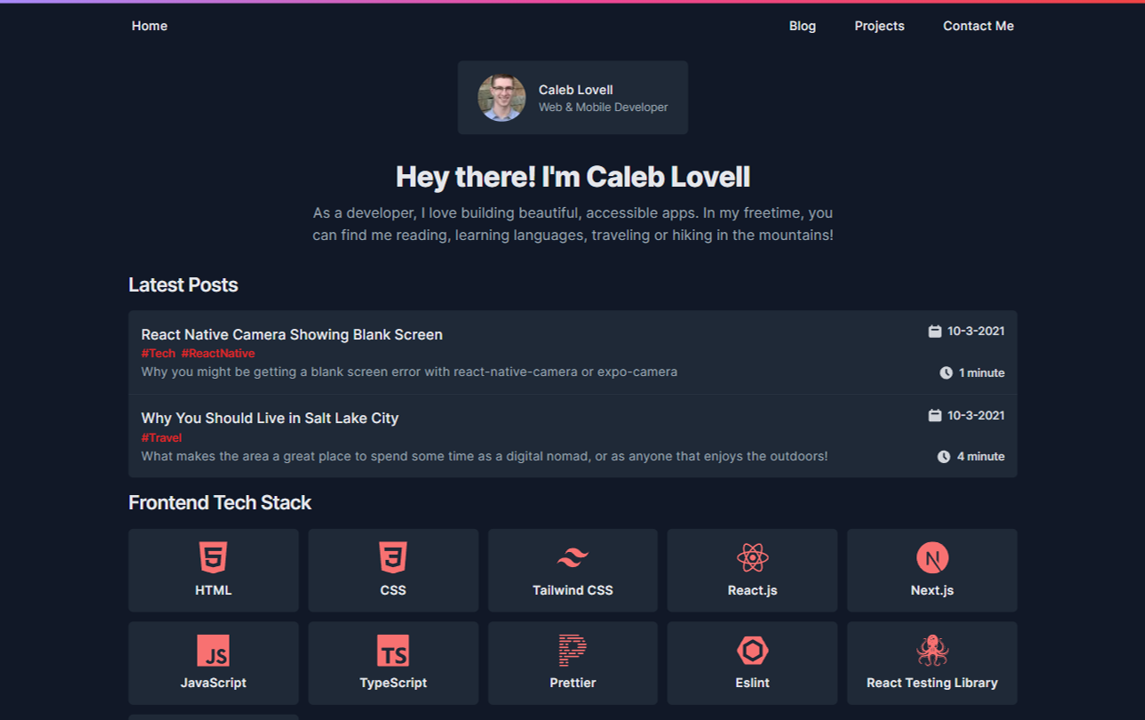 Home Blog Projects Contact Me
Caleb Lovell
Web & Mobile Developer
Hey there! I'm Caleb Lovell
As a developer, I love building beautiful, accessible apps. In my freetime, you
can find me reading, learning languages, traveling or hiking in the mountains!
Latest Posts
React Native Camera Showing Blank Screen
10-3-2021
#Tech #ReactNative
Why you might be getting a blank screen error with react-native-camera or expo-camera
1 minute
Why You Should Live in Salt Lake City
10-3-2021
#Travel
What makes the area a great place to spend some time as a digital nomad, or as anyone that enjoys the outdoors!
4 minute
Frontend Tech Stack
5 3 N
HTML CSS Tailwind CSS React.js Next.js
JS TS P
JavaScript TypeScript Prettier Eslint React Testing Library